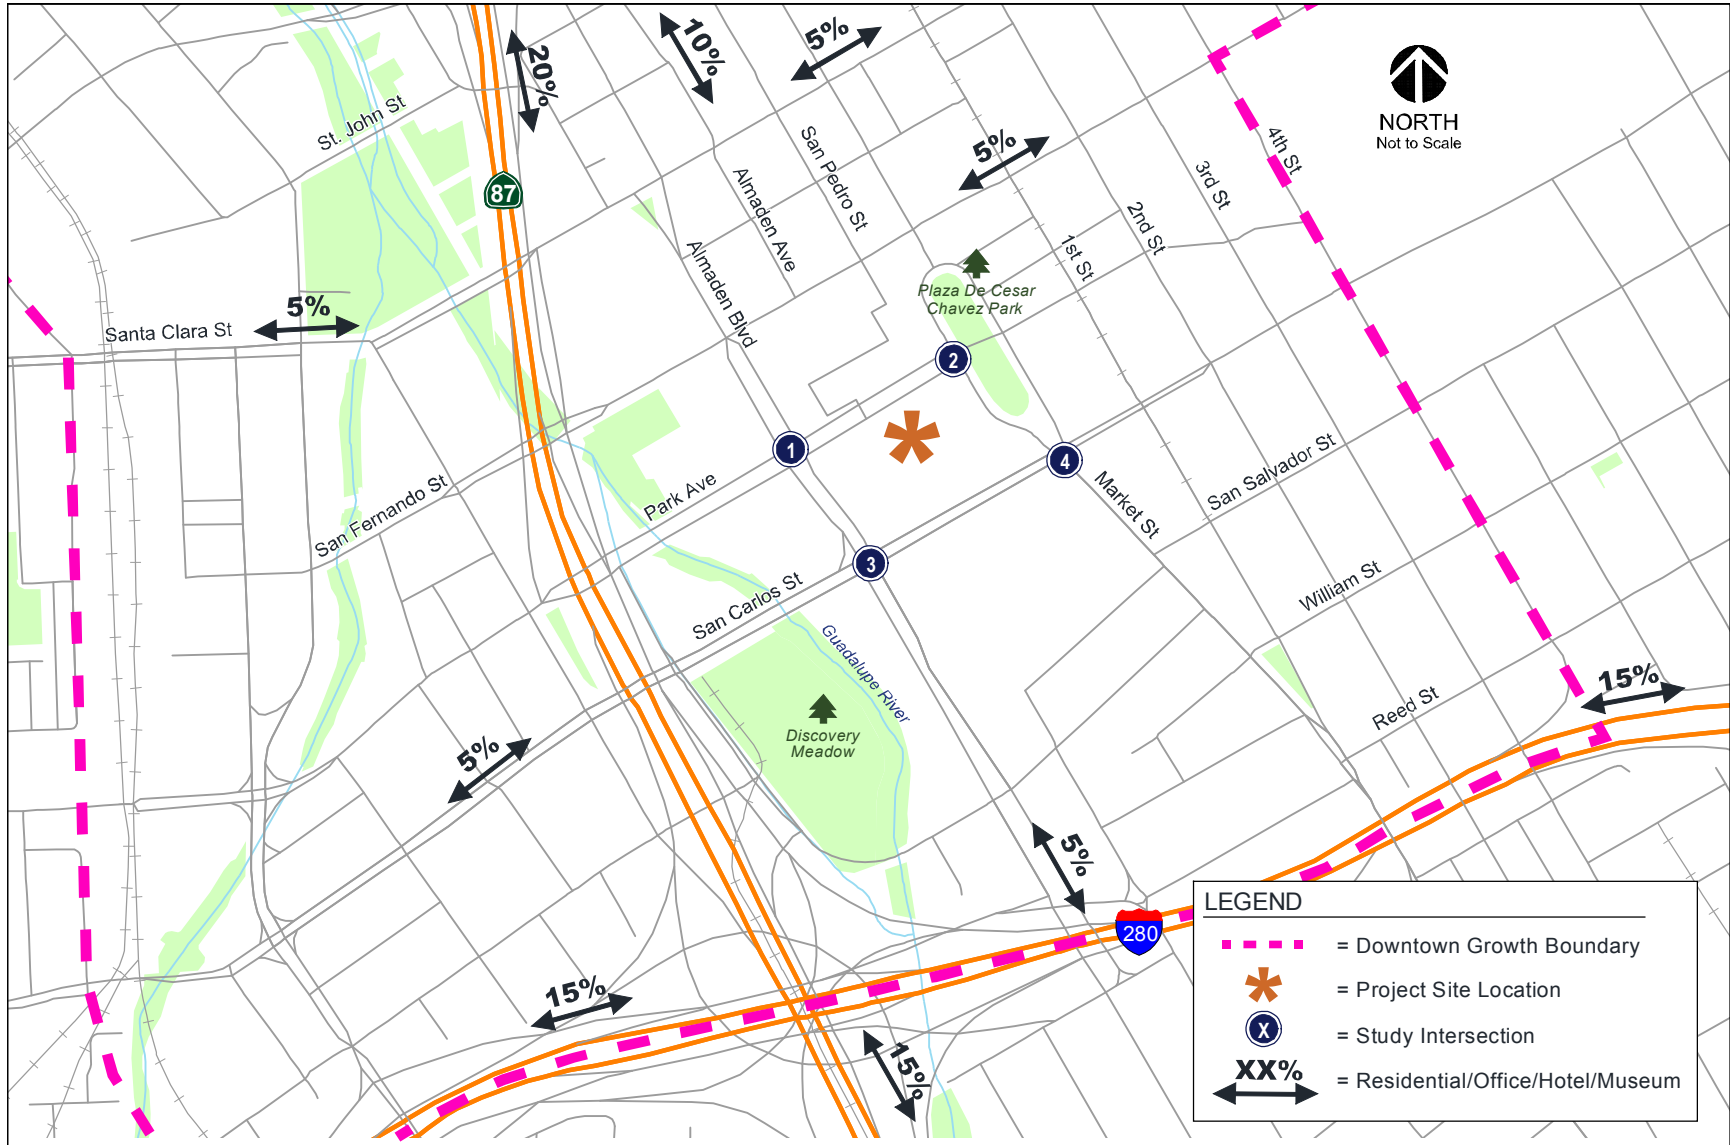 20%
10%
5%
NORTH
Not to Scale
St. John St
87
San Pedro St
5%
4th St
3rd St
Almaden Ave
2nd St
1st St
Almaden Blvd
Plaza De Cesar
Chavez Park
5%
Santa Clara St
2
1
4
San Fernando St
Park Ave
Market St
San Salvador St
3
San Carlos St
William St
Guadalupe River
15%
Reed St
Discovery
Meadow
5%
5%
280
15%
15%
LEGEND
= Downtown Growth Boundary
= Project Site Location
X
= Study Intersection
XX%
= Residential/Office/Hotel/Museum